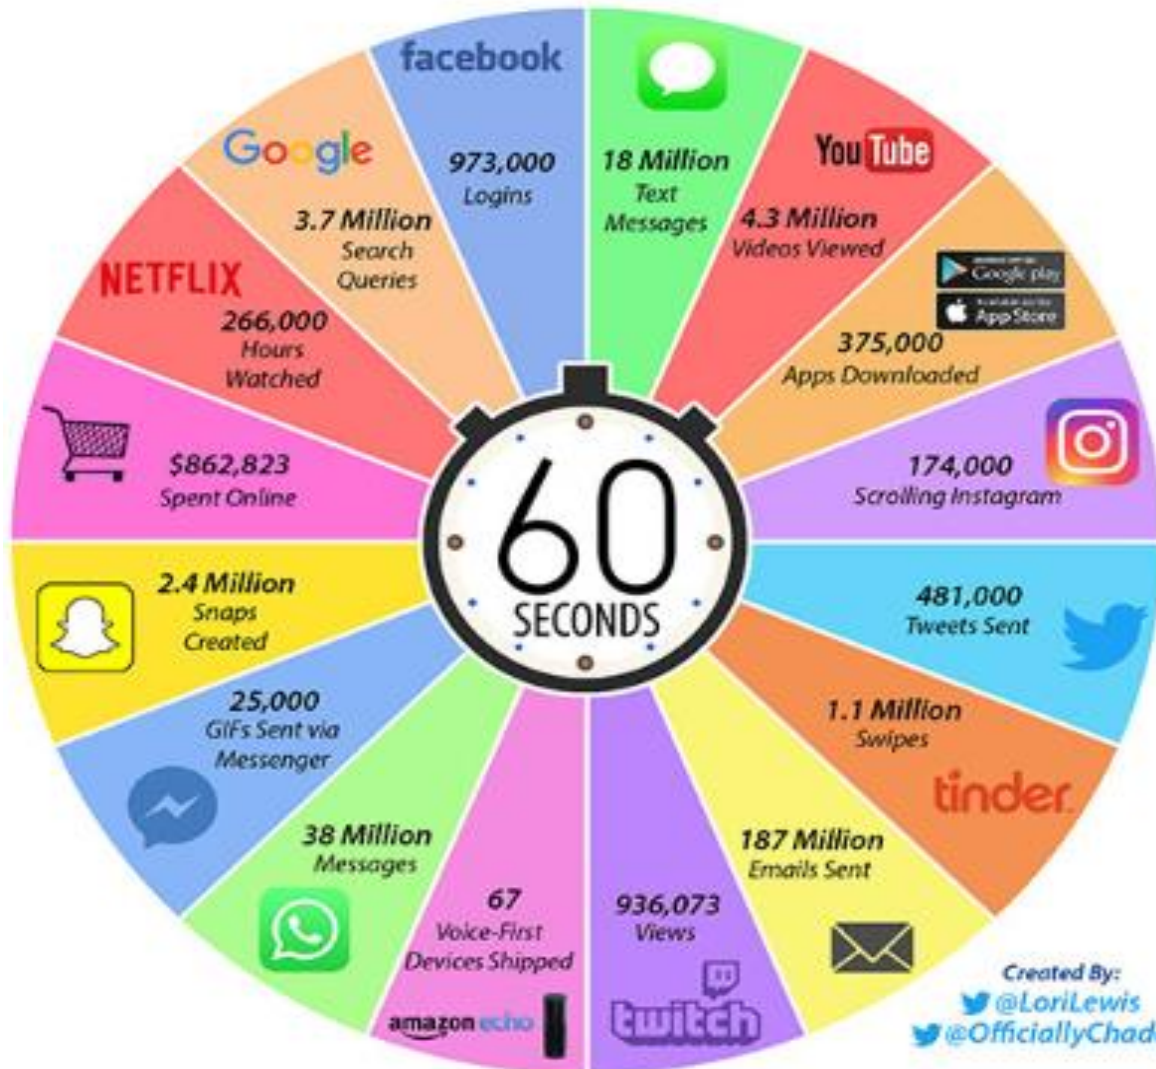 facebook
973,000
Logins
18 Million
Text
Messages
YouTube
4.3 Million
Videos Viewed
Google play
App Store
375,000
Apps Downloaded
174,000
Scrolling Instagram
481,000
Tweets Sent
1.1 Million
Swipes
tinder
187 Million
Emails Sent
936,073
Views
twitch
67
Voice-First
Devices Shipped
amazon echo
38 Million
Messages
25,000
GIFs Sent via
Messenger
2.4 Million
Snaps
Created
$862,823
Spent Online
NETFLIX
266,000
Hours
Watched
Google
3.7 Million
Search
Queries
60
SECONDS
Created By:
@LoriLewis
@OfficiallyChad